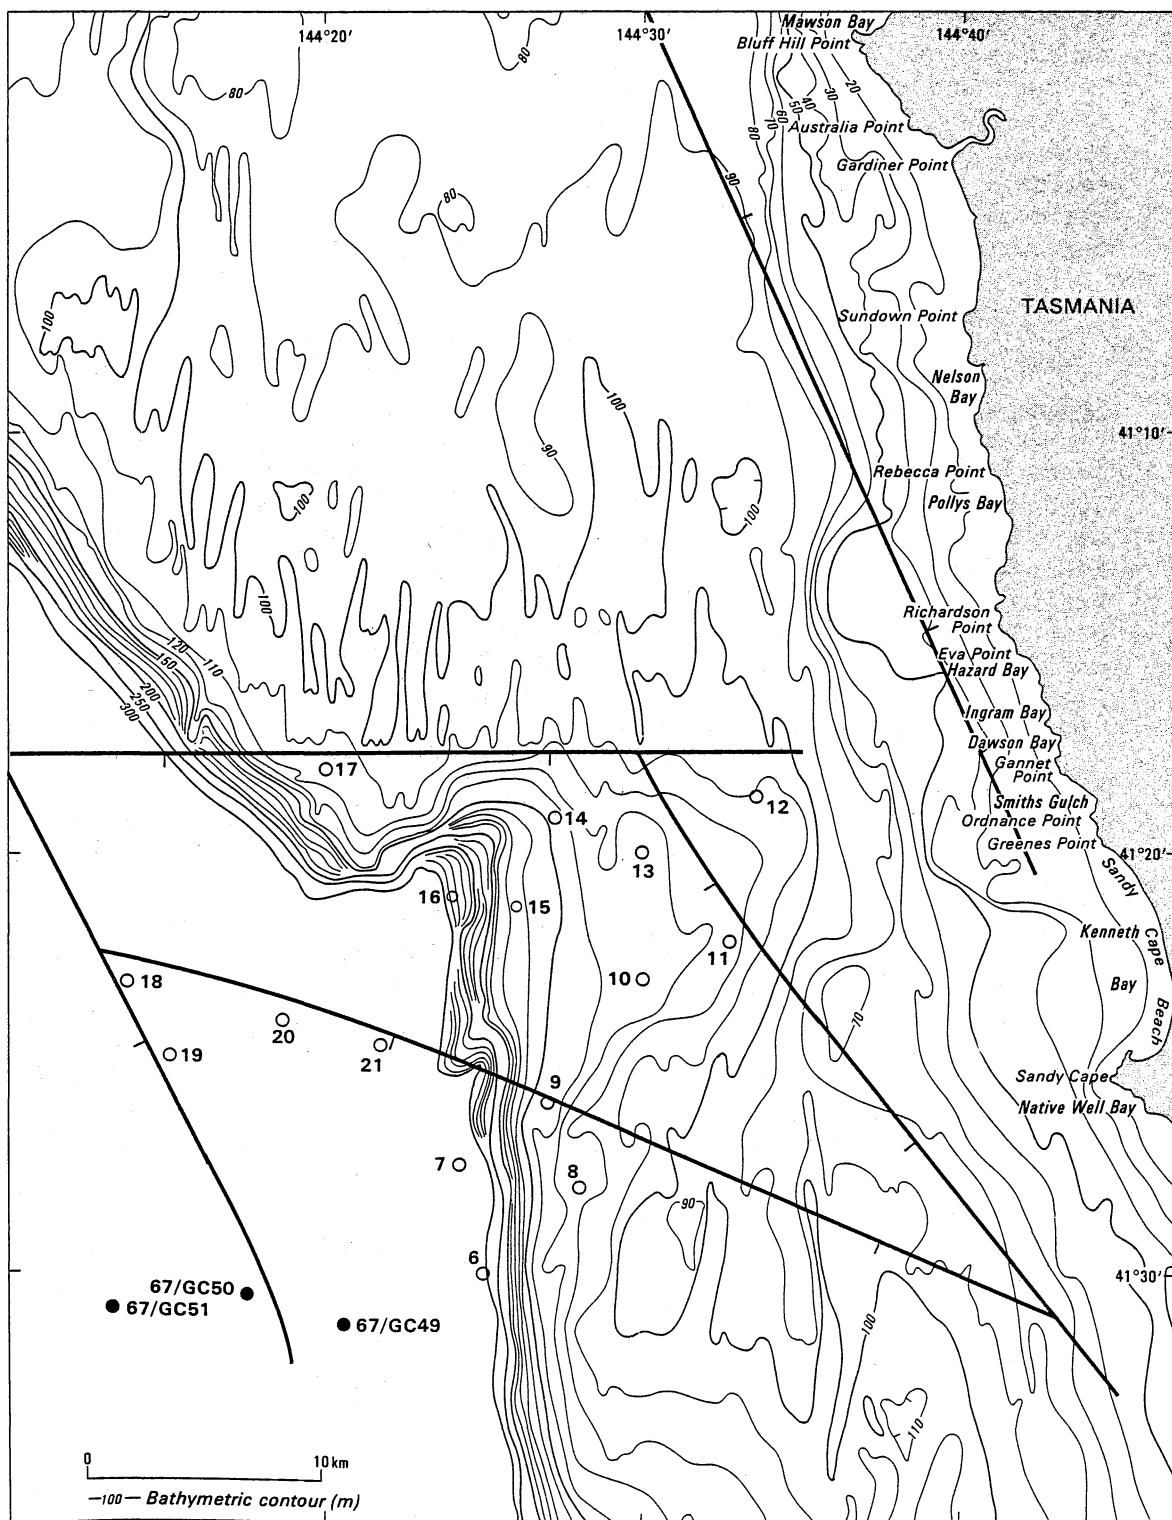 144°20'
144°30'
144°40'
Mawson Bay
Bluff Hill Point
80
80
20
30
40
50
60
70
80
Australia Point
Gardiner Point
90
80
100
TASMANIA
Sundown Point
Nelson
Bay
100
90
41°10'
Rebecca Point
Pollys Bay
100
100
100
Richardson
Point
Eva Point
Hazard Bay
120
110
150
200
250
300
Ingram Bay
Dawson Bay
Gannet
Point
17
12
14
Smiths Gulch
Ordnance Point
Greenes Point
41°20'
13
16
15
Sandy
Cape
Beach
Kenneth
Bay
11
10
18
70
20
19
21
Sandy Cape
Native Well Bay
9
7
8
90
6
41°30'
67/GC50
67/GC51
67/GC49
100
110
0
10 km
—100— Bathymetric contour (m)